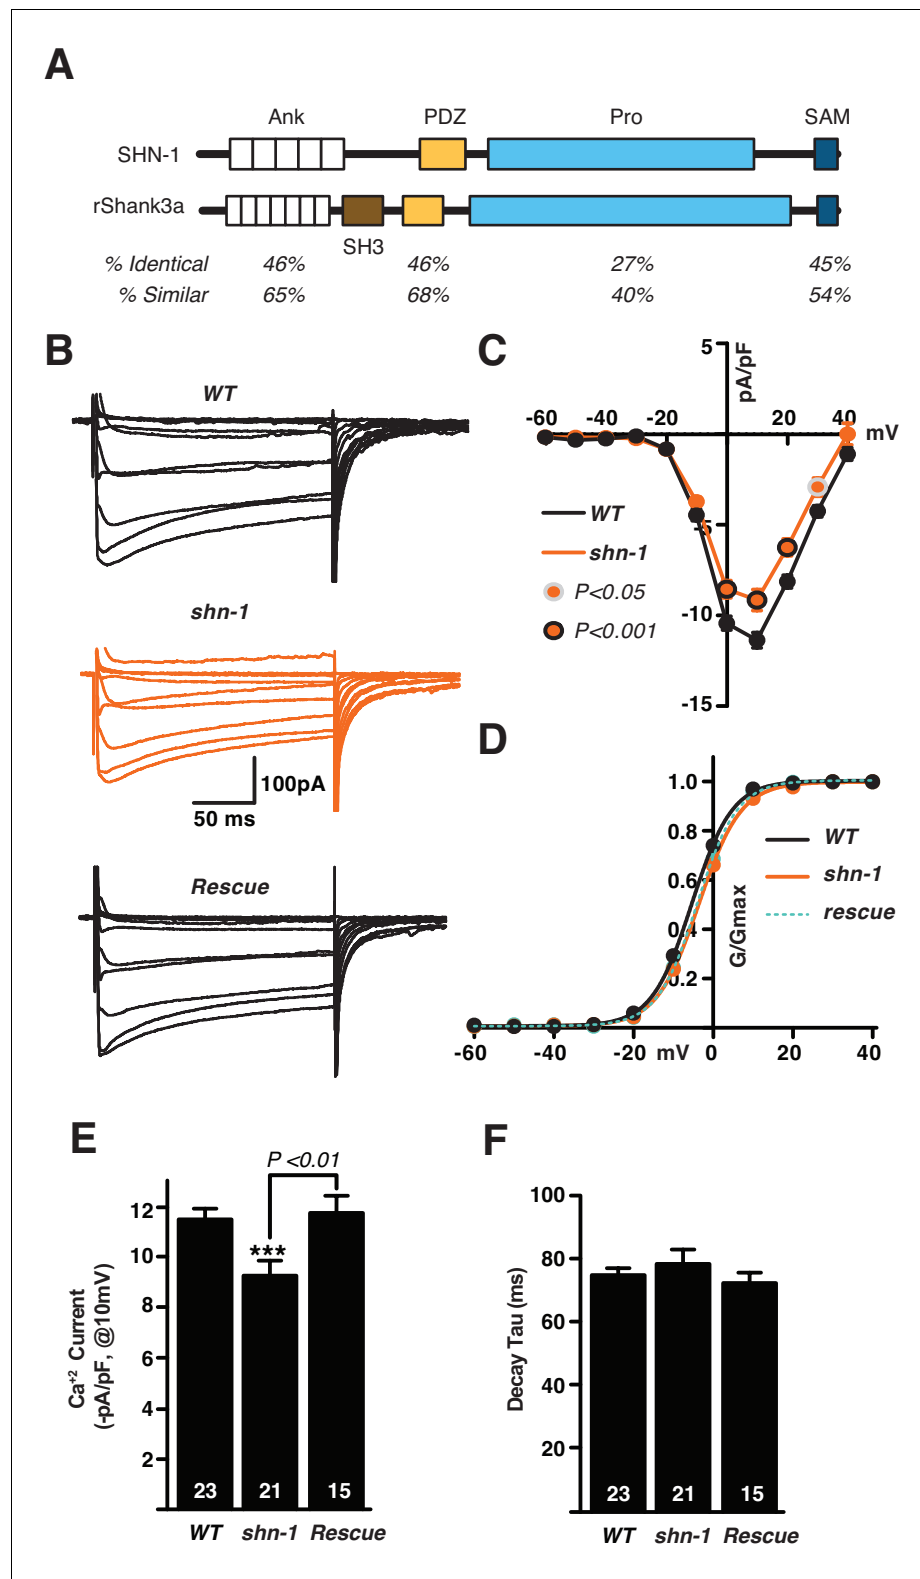 A
Ank PDZ Pro SAM
SHN-1
rShank3a
SH3
% Identical 46% 46% 27% 45%
% Similar 65% 68% 40% 54%
B
WT
shn-1
100pA
50 ms
Rescue
C
5
pA/pF
-60 -40 -20 20 40
mV
-5
-10
-15
WT
shn-1
P<0.05
P<0.001
D
1.0
0.8
0.6
0.4
0.2
G/Gmax
WT
shn-1
rescue
-60 -40 -20 mV 0 20 40
E
P <0.01
***
12
10
8
6
4
2
Ca+2 Current
(-pA/pF, @10mV)
23 21 15
WT shn-1 Rescue
F
100
80
60
40
20
Decay Tau (ms)
23 21 15
WT shn-1 Rescue